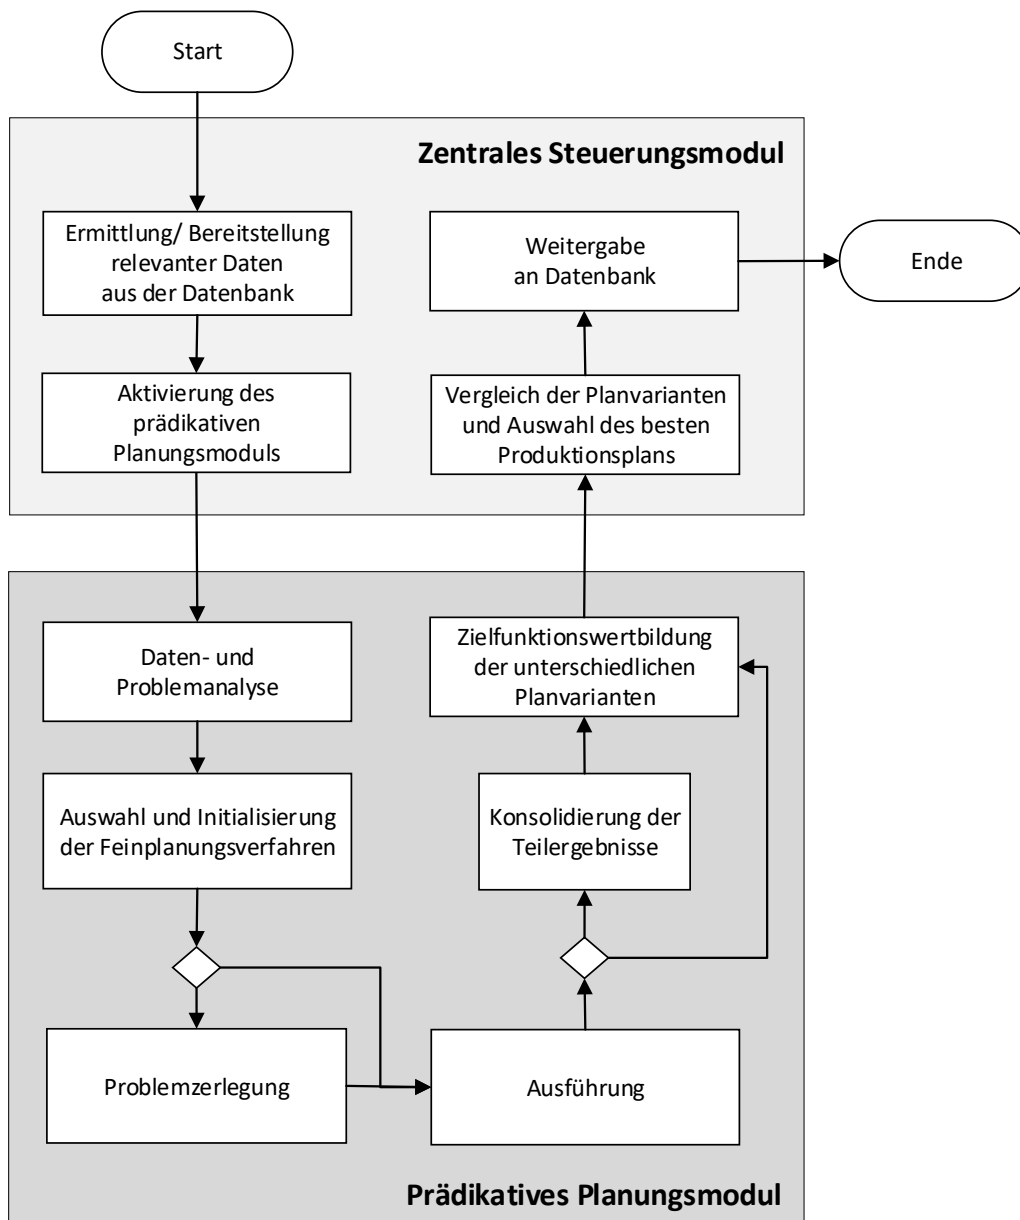 Start
Zentrales Steuerungsmodul
Ermittlung/ Bereitstellung
relevanter Daten
aus der Datenbank
Weitergabe
an Datenbank
Ende
Aktivierung des
prädikativen
Planungsmoduls
Vergleich der Planvarianten
und Auswahl des besten
Produktionsplans
Daten- und
Problemanalyse
Zielfunktionswertbildung
der unterschiedlichen
Planvarianten
Auswahl und Initialisierung
der Feinplanungsverfahren
Konsolidierung der
Teilergebnisse
Problemzerlegung
Ausführung
Prädikatives Planungsmodul